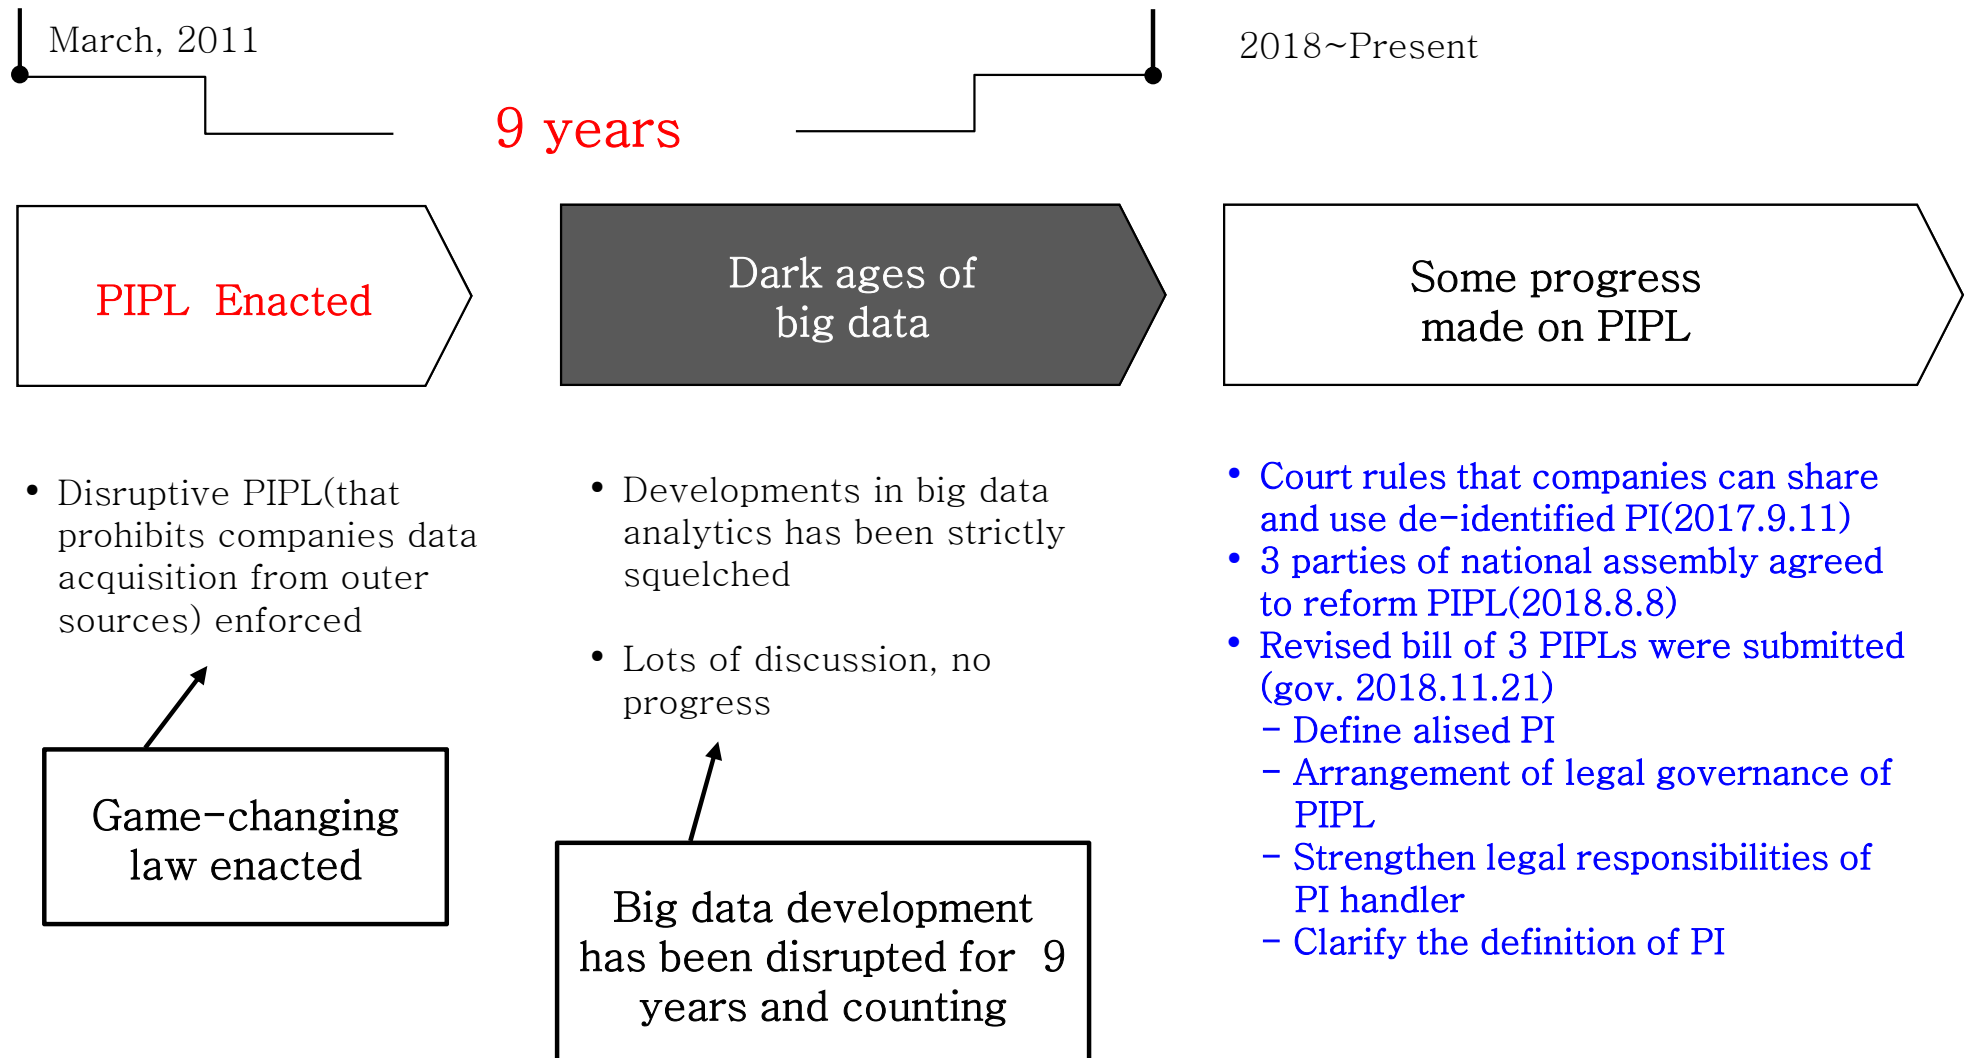 March, 2011
2018~Present
9 years
PIPL Enacted
Dark ages of
big data
Some progress
made on PIPL
• Disruptive PIPL(that
prohibits companies data
acquisition from outer
sources) enforced
Game-changing
law enacted
• Developments in big data
analytics has been strictly
squelched
• Lots of discussion, no
progress
Big data development
has been disrupted for 9
years and counting
• Court rules that companies can share
and use de-identified PI(2017.9.11)
• 3 parties of national assembly agreed
to reform PIPL(2018.8.8)
• Revised bill of 3 PIPLs were submitted
(gov. 2018.11.21)
- Define alised PI
- Arrangement of legal governance of
PIPL
- Strengthen legal responsibilities of
PI handler
- Clarify the definition of PI